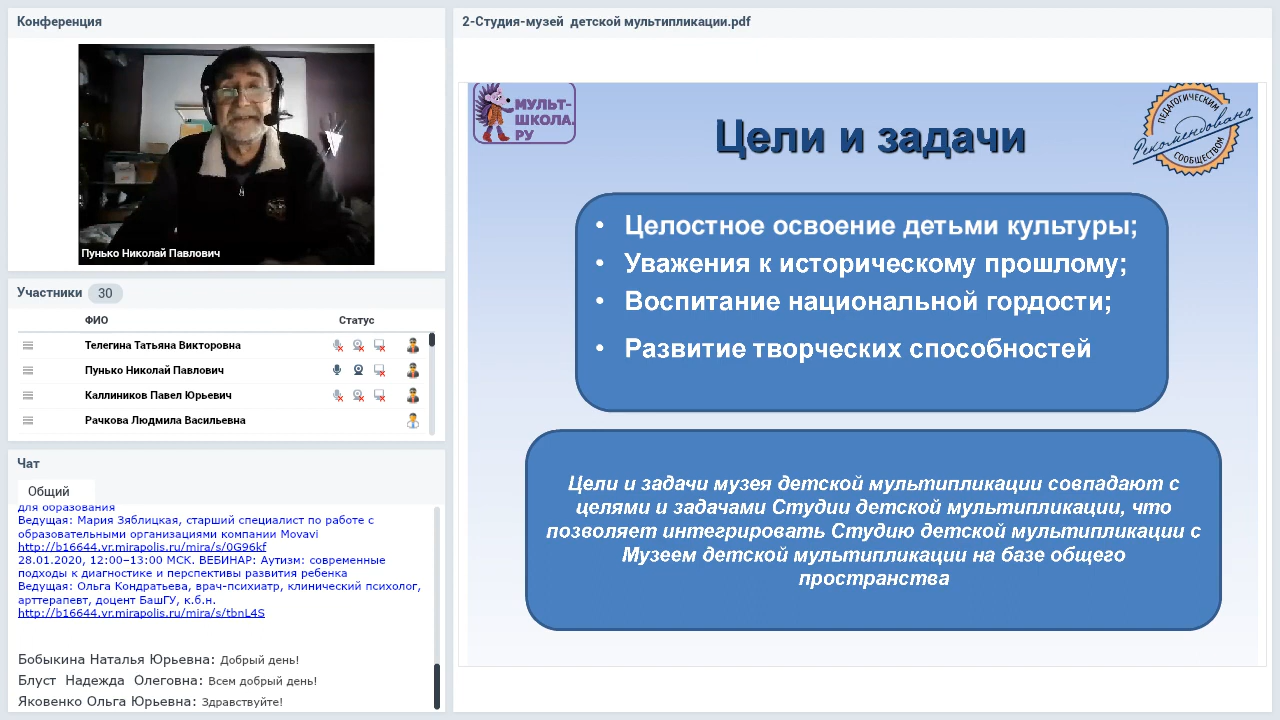 Конференция
Пунько Николай Павлович
Участники 30
ФИО Статус
Телегина Татьяна Викторовна
Пунько Николай Павлович
Каллиников Павел Юрьевич
Рачкова Людмила Васильевна
Чат
Общий
для образования
Ведущая: Мария Зяблицкая, старший специалист по работе с
образовательными организациями компании Movavi
http://b16644.vr.mirapolis.ru/mira/s/0G96kf
28.01.2020, 12:00–13:00 МСК. ВЕБИНАР: Аутизм: современные
подходы к диагностике и перспективы развития ребенка
Ведущая: Ольга Кондратьева, врач-психиатр, клинический психолог,
арттерапевт, доцент БашГУ, к.б.н.
http://b16644.vr.mirapolis.ru/mira/s/tbnL4S
Бобыкина Наталья Юрьевна: Добрый день!
Блуст Надежда Олеговна: Всем добрый день!
Яковенко Ольга Юрьевна: Здравствуйте!
2-Студия-музей детской мультипликации.pdf
МУЛЬТ-
ШКОЛА.
РУ
Цели и задачи
ПЕДАГОГИЧЕСКИМ
Рекомендовано
СООБЩЕСТВОМ
• Целостное освоение детьми культуры;
• Уважения к историческому прошлому;
• Воспитание национальной гордости;
• Развитие творческих способностей
Цели и задачи музея детской мультипликации совпадают с
целями и задачами Студии детской мультипликации, что
позволяет интегрировать Студию детской мультипликации с
Музеем детской мультипликации на базе общего
пространства